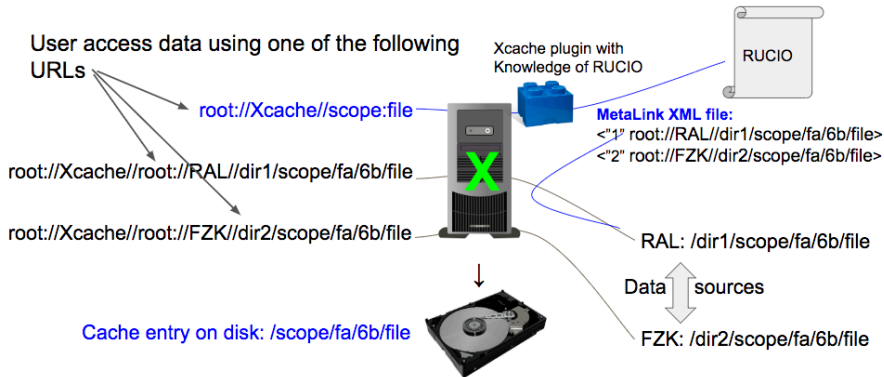 User access data using one of the following
URLs
Xcache plugin with
Knowledge of RUCIO
RUCIO
root://Xcache//scope:file
MetaLink XML file:
<"1" root://RAL//dir1/scope/fa/6b/file>
<"2" root://FZK//dir2/scope/fa/6b/file>
root://Xcache//root://RAL//dir1/scope/fa/6b/file
X
root://Xcache//root://FZK//dir2/scope/fa/6b/file
RAL: /dir1/scope/fa/6b/file
Data sources
Cache entry on disk: /scope/fa/6b/file
FZK: /dir2/scope/fa/6b/file